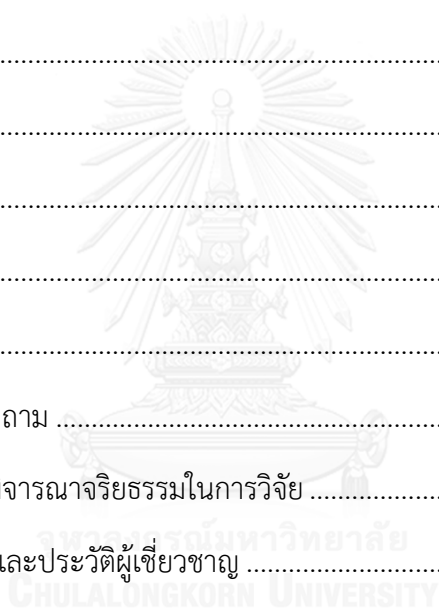 ..........................................................
..........................................................
..........................................................
..........................................................
..........................................................
ถาม ..................................................
จารณาจริยธรรมในการวิจัย .................
จุฬาลงกรณ์มหาวิทยาลัย
และประวัติผู้เชี่ยวชาญ .........................
CHULALONGKORN UNIVERSITY